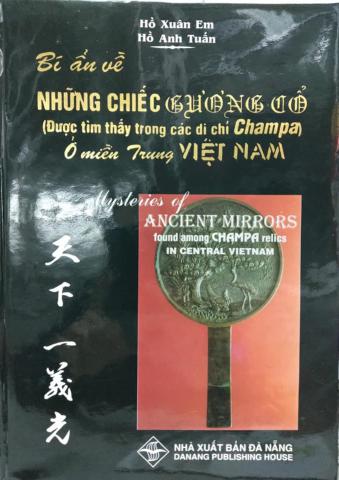 Hồ Xuân Em
Hồ Anh Tuấn
Bí ẩn về
NHỮNG CHIẾC GƯƠNG CỔ
(Được tìm thấy trong các di chỉ Champa)
Ở miền Trung VIỆT NAM
Mysteries of
ANCIENT MIRRORS
found among CHAMPA relics
IN CENTRAL VIETNAM
天
下
一
義
光
NHÀ XUẤT BẢN ĐÀ NẴNG
DANANG PUBLISHING HOUSE